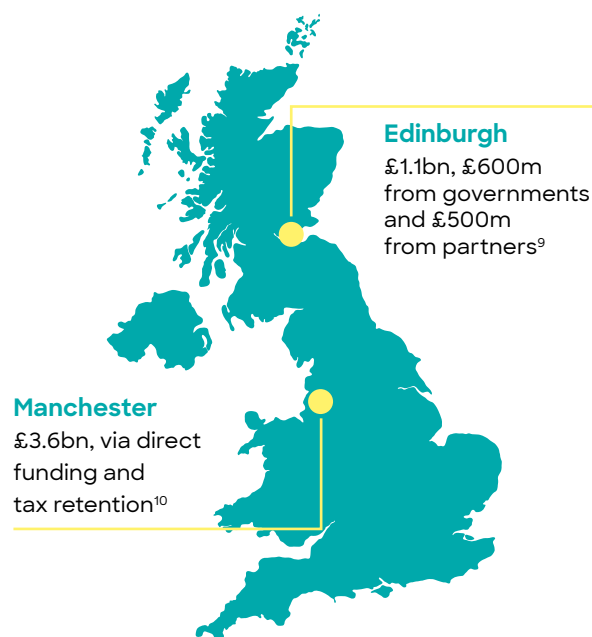 Edinburgh
£1.1bn, £600m
from governments
and £500m
from partners⁹
Manchester
£3.6bn, via direct
funding and
tax retention¹⁰